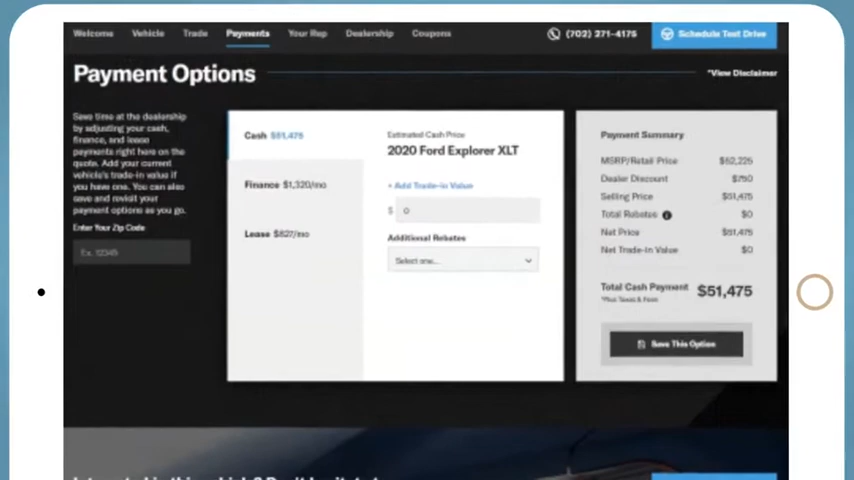 Welcome Vehicle Trade Payments Your Rep Dealership Coupons (702) 271-4175 Schedule Test Drive
Payment Options
*View Disclaimer
Save time at the dealership
by adjusting your cash,
finance, and lease
payments right here on the
quote. Add your current
vehicle's trade-in value if
you have one. You can also
save and revisit your
payment options as you go.
Enter Your Zip Code
Ex. 12345
Cash $51,475
Finance $1,320/mo
Lease $827/mo
Estimated Cash Price
2020 Ford Explorer XLT
+ Add Trade-in Value
$ 0
Additional Rebates
Select one...
Payment Summary
MSRP/Retail Price $52,225
Dealer Discount $750
Selling Price $51,475
Total Rebates $0
Net Price $51,475
Net Trade-in Value $0
Total Cash Payment $51,475
*Plus Taxes & Fees
Save This Option